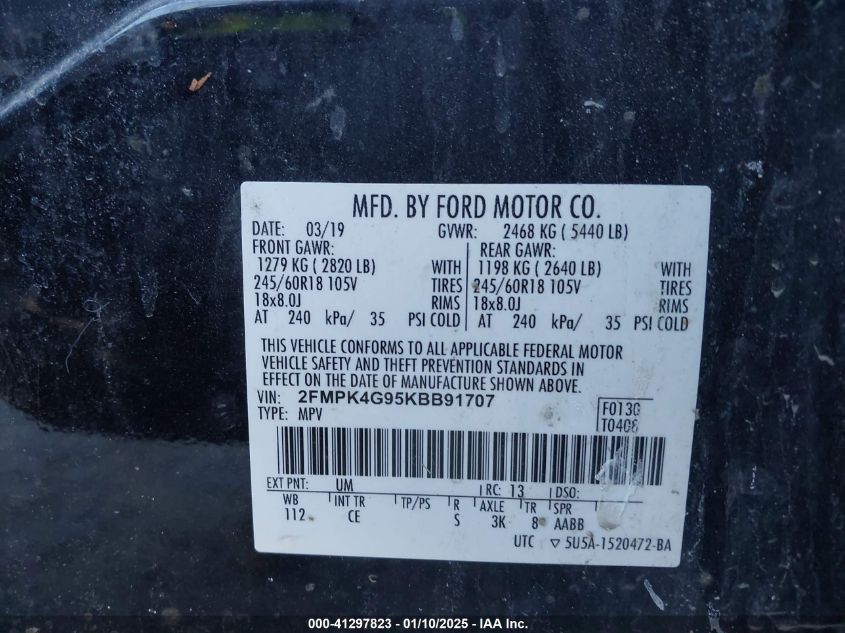 MFD. BY FORD MOTOR CO.
DATE: 03/19 GVWR: 2468 KG ( 5440 LB)
FRONT GAWR: REAR GAWR:
1279 KG ( 2820 LB) WITH 1198 KG ( 2640 LB) WITH
245/60R18 105V TIRES 245/60R18 105V TIRES
18x8.0J RIMS 18x8.0J RIMS
AT 240 kPa/ 35 PSI COLD AT 240 kPa/ 35 PSI COLD
THIS VEHICLE CONFORMS TO ALL APPLICABLE FEDERAL MOTOR
VEHICLE SAFETY AND THEFT PREVENTION STANDARDS IN
EFFECT ON THE DATE OF MANUFACTURE SHOWN ABOVE.
VIN: 2FMPK4G95KBB91707
TYPE: MPV
F0130
T0408
EXT PNT: UM RC: 13 DSO:
WB INT TR TP/PS R AXLE TR SPR
112 CE S 3K 8 AABB
UTC ▽ 5U5A-1520472-BA
000-41297823 - 01/10/2025 - IAA Inc.